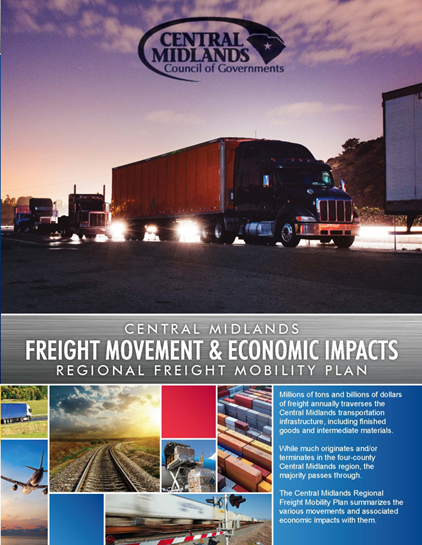 CENTRAL
MIDLANDS
Council of Governments
CENTRAL MIDLANDS
FREIGHT MOVEMENT & ECONOMIC IMPACTS
REGIONAL FREIGHT MOBILITY PLAN
Millions of tons and billions of dollars
of freight annually traverses the
Central Midlands transportation
infrastructure, including finished
goods and intermediate materials.
While much originates and/or
terminates in the four-county
Central Midlands region, the
majority passes through.
The Central Midlands Regional
Freight Mobility Plan summarizes the
various movements and associated
economic impacts with them.